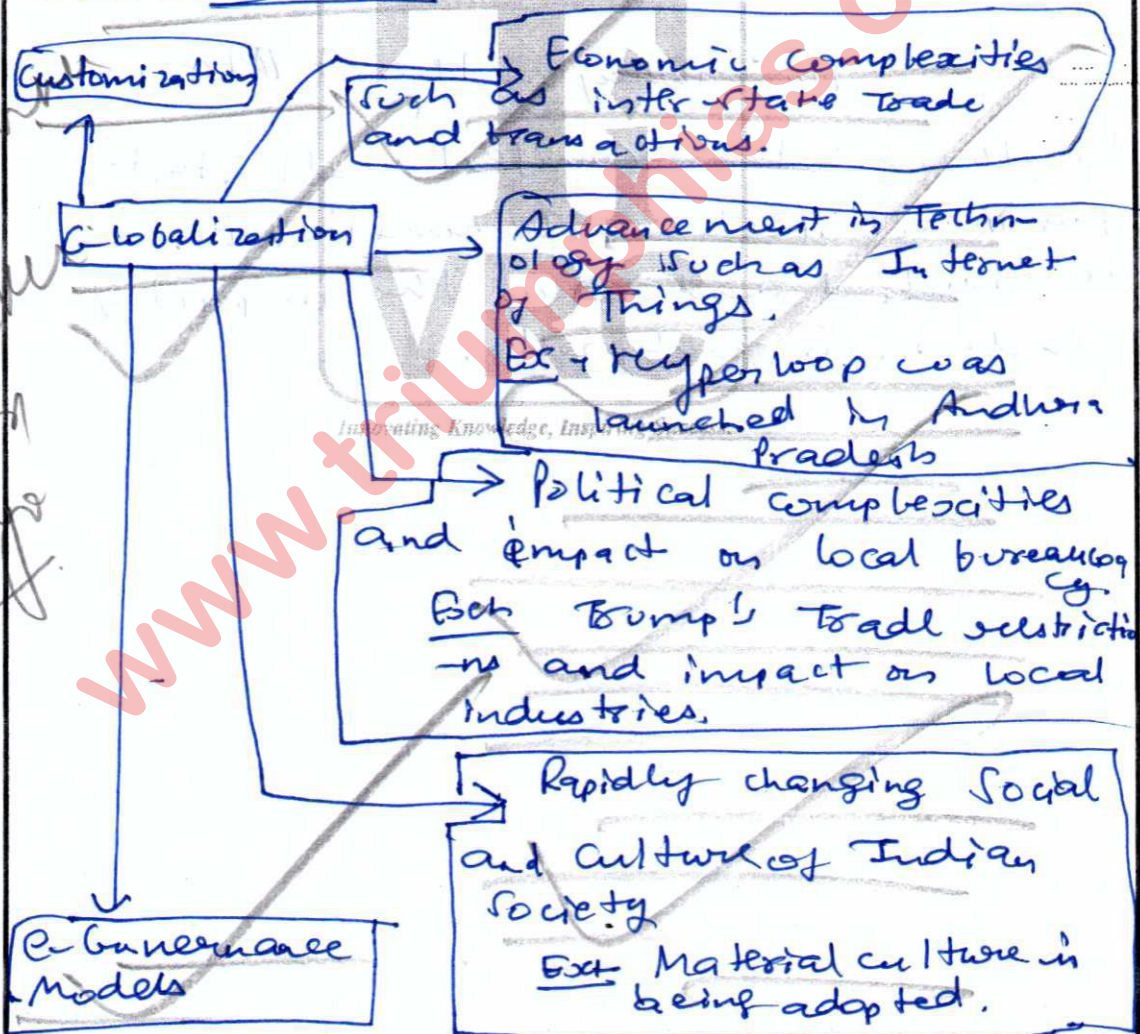 Customization
Economic Complexities
such as inter-state Trade
and transactions.
Globalization
Advancement in Techn-
ology such as Internet
of Things.
Ex → Hyperloop was
launched in Andhra
Pradesh
Innovating Knowledge, Inspiring
Political complexities
and impact on local bureaucra
cy.
Ex→ Trump's Trade restrictio
-ns and impact on local
industries.
Rapidly changing Social
and Culture of Indian
Society.
Ex→ Material culture is
being adopted.
e-Governance
Models
www.triumphias.c